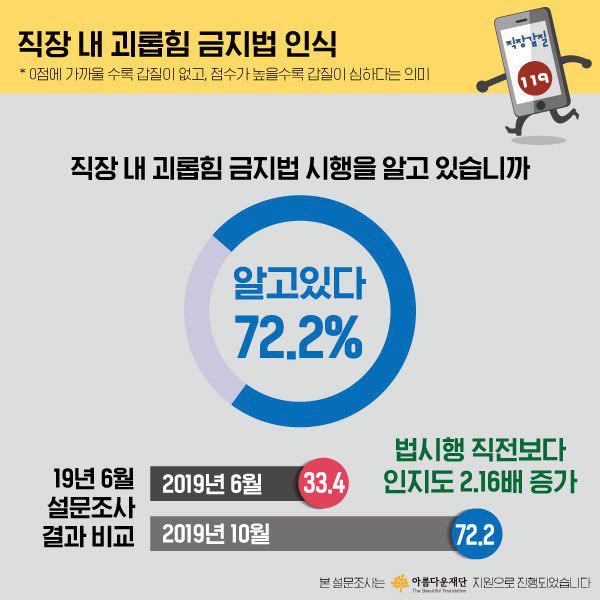 직장 내 괴롭힘 금지법 인식
* 0점에 가까울 수록 갑질이 없고, 점수가 높을수록 갑질이 심하다는 의미
직장갑질
119
직장 내 괴롭힘 금지법 시행을 알고 있습니까
알고있다
72.2%
법시행 직전보다
인지도 2.16배 증가
19년 6월
설문조사
결과 비교
2019년 6월 33.4
2019년 10월 72.2
본 설문조사는 아름다운재단 지원으로 진행되었습니다
The Beautiful Foundation